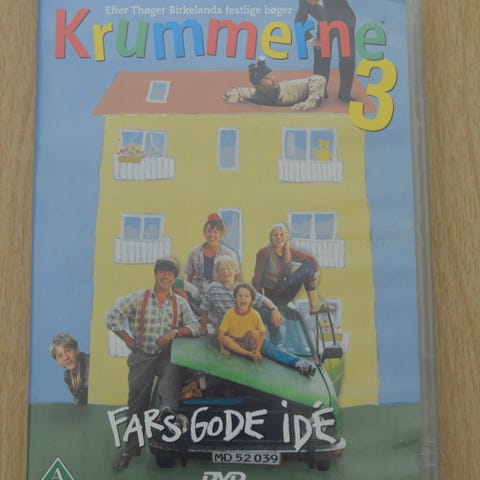 Efter Thøger Birkelands festlige bøger
Krummerne
3
FARS GODE IDÉ
MD 52 039
A
DVD